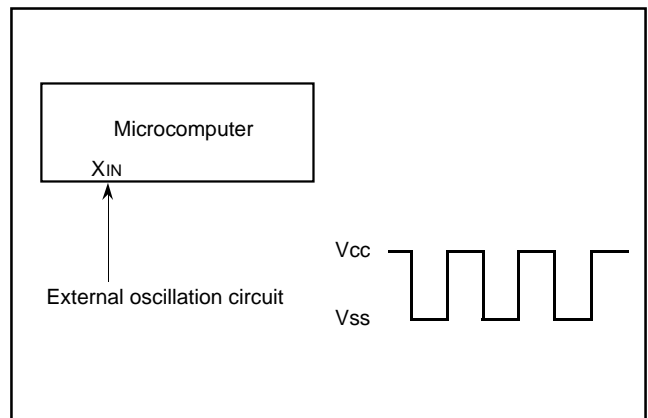 Microcomputer
XIN
External oscillation circuit
Vcc
Vss